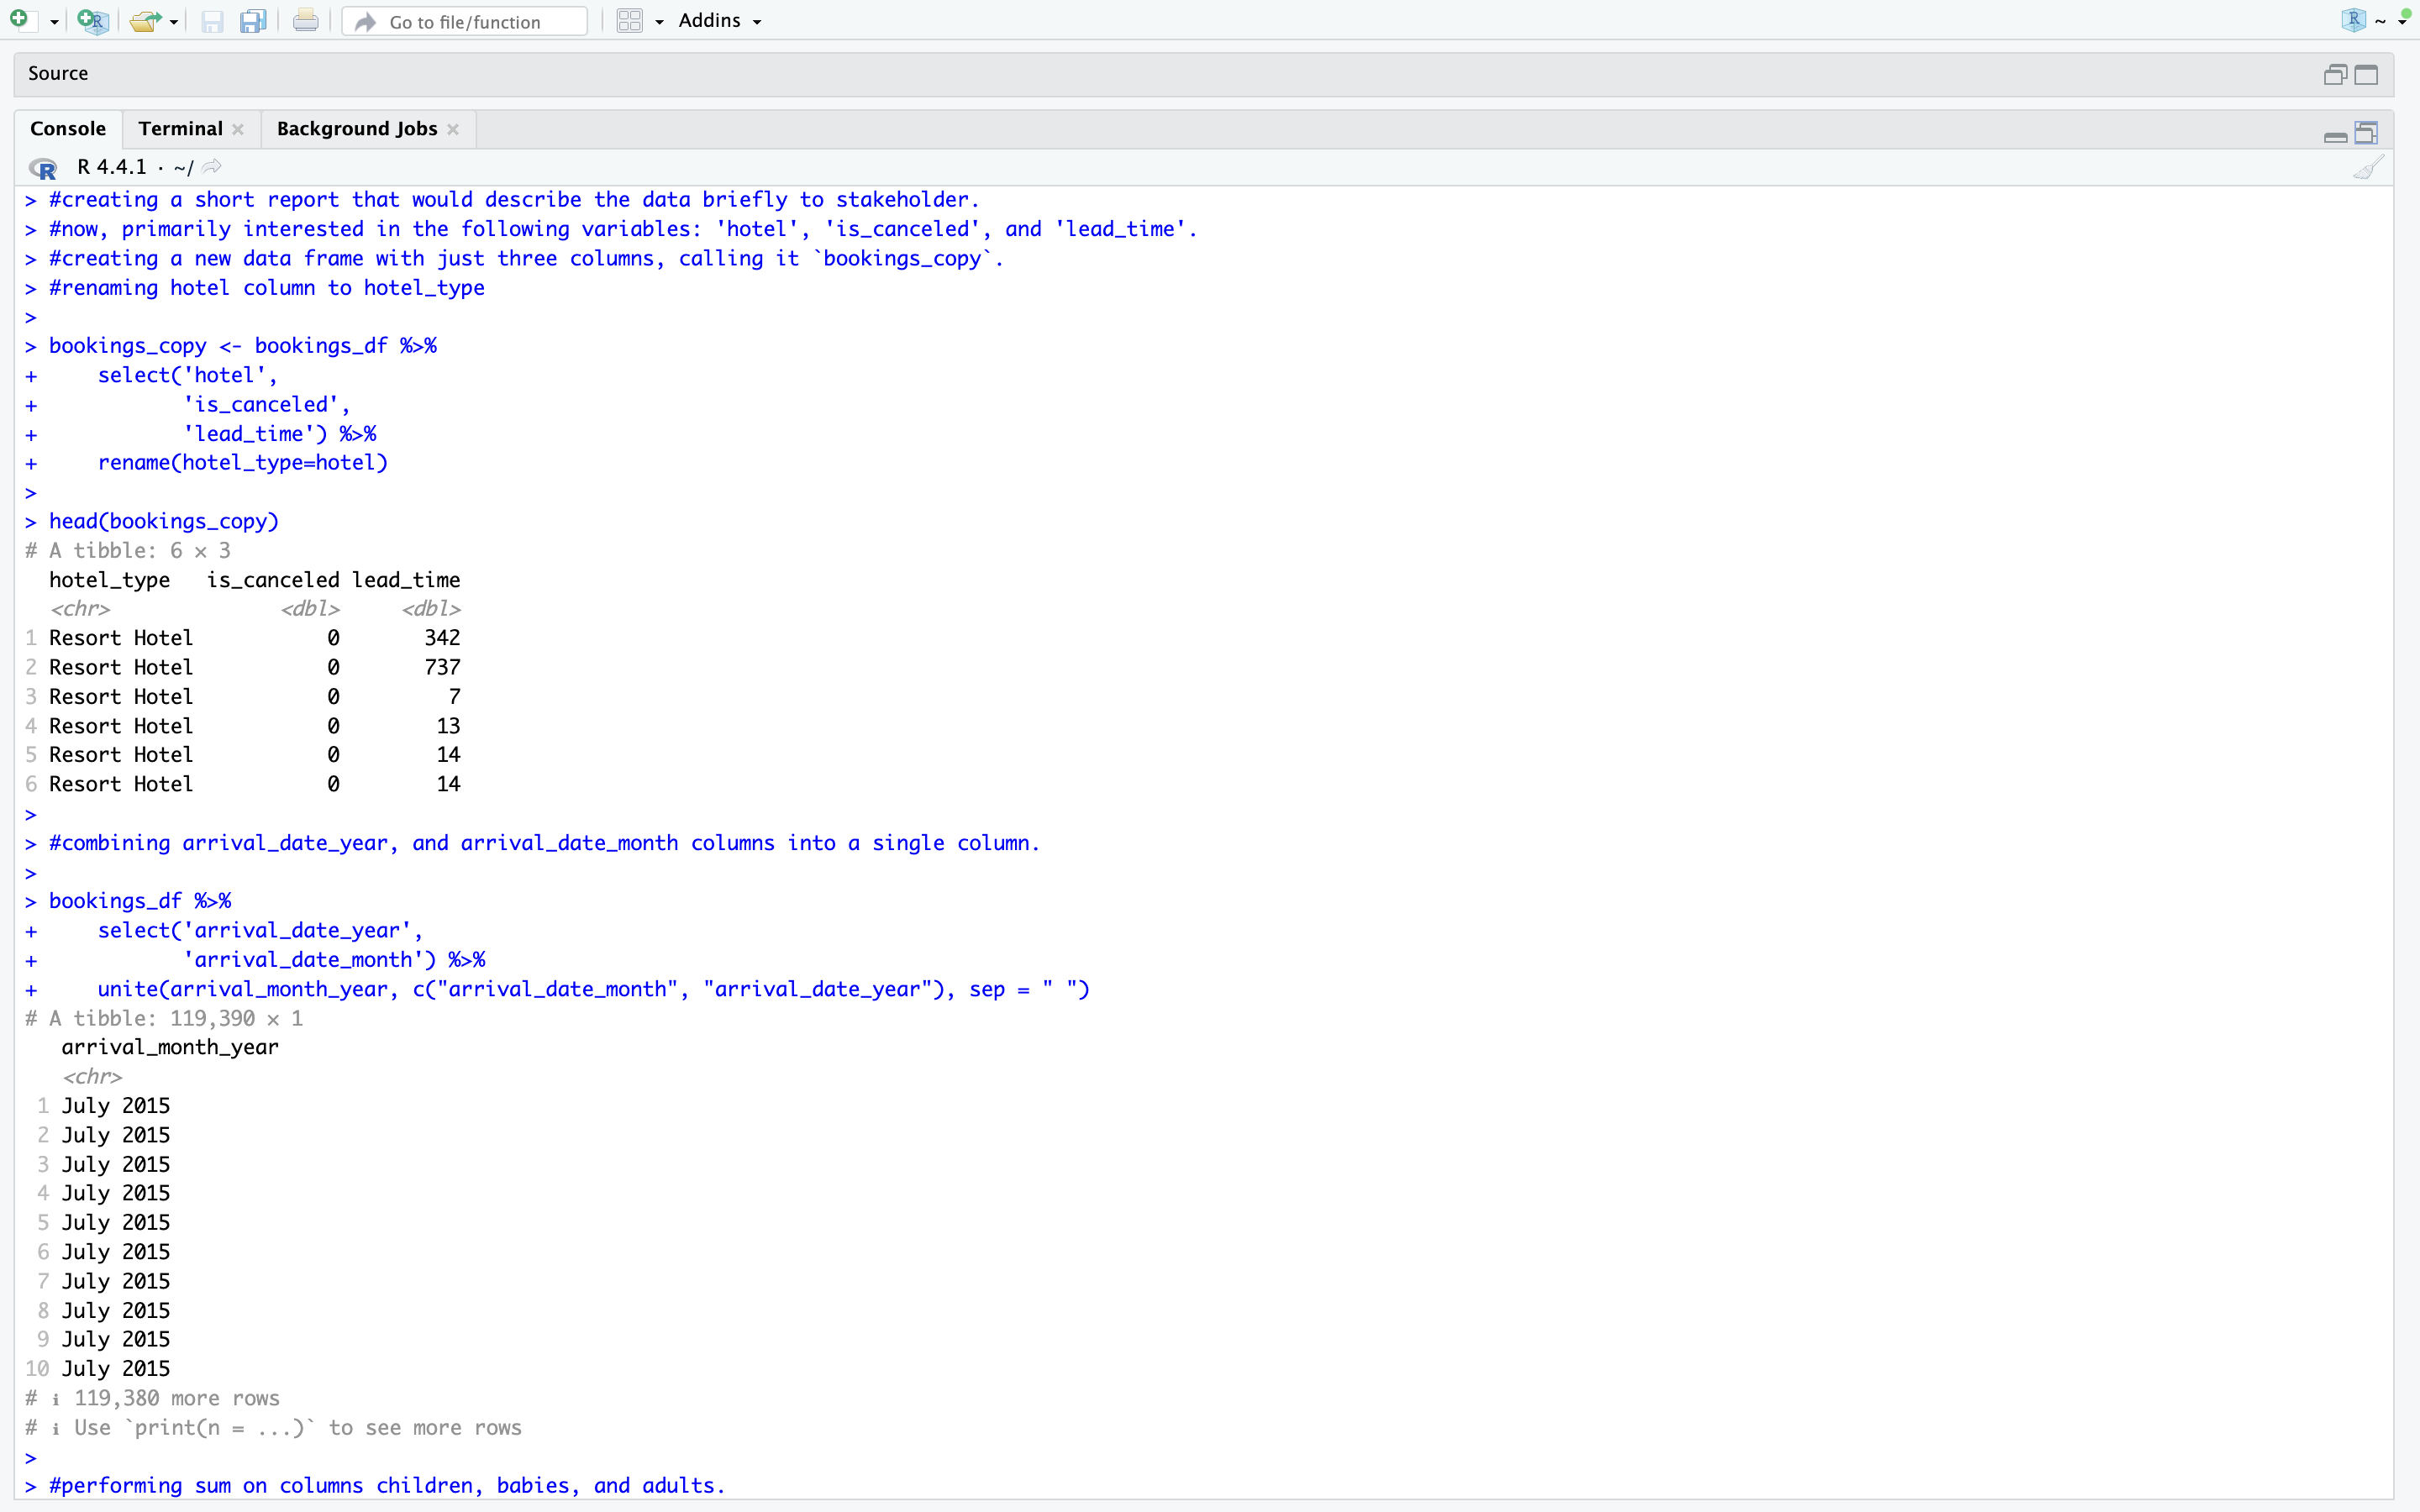 Go to file/function
Addins
R ~
Source
Console Terminal Background Jobs
R R 4.4.1 · ~/
> #creating a short report that would describe the data briefly to stakeholder.
> #now, primarily interested in the following variables: 'hotel', 'is_canceled', and 'lead_time'.
> #creating a new data frame with just three columns, calling it `bookings_copy`.
> #renaming hotel column to hotel_type
>
> bookings_copy <- bookings_df %>%
+     select('hotel',
+            'is_canceled',
+            'lead_time') %>%
+     rename(hotel_type=hotel)
>
> head(bookings_copy)
# A tibble: 6 × 3
  hotel_type   is_canceled lead_time
  <chr>              <dbl>     <dbl>
1 Resort Hotel           0       342
2 Resort Hotel           0       737
3 Resort Hotel           0         7
4 Resort Hotel           0        13
5 Resort Hotel           0        14
6 Resort Hotel           0        14
>
> #combining arrival_date_year, and arrival_date_month columns into a single column.
>
> bookings_df %>%
+     select('arrival_date_year',
+            'arrival_date_month') %>%
+     unite(arrival_month_year, c("arrival_date_month", "arrival_date_year"), sep = " ")
# A tibble: 119,390 × 1
   arrival_month_year
   <chr>
 1 July 2015
 2 July 2015
 3 July 2015
 4 July 2015
 5 July 2015
 6 July 2015
 7 July 2015
 8 July 2015
 9 July 2015
10 July 2015
# ℹ 119,380 more rows
# ℹ Use `print(n = ...)` to see more rows
>
> #performing sum on columns children, babies, and adults.